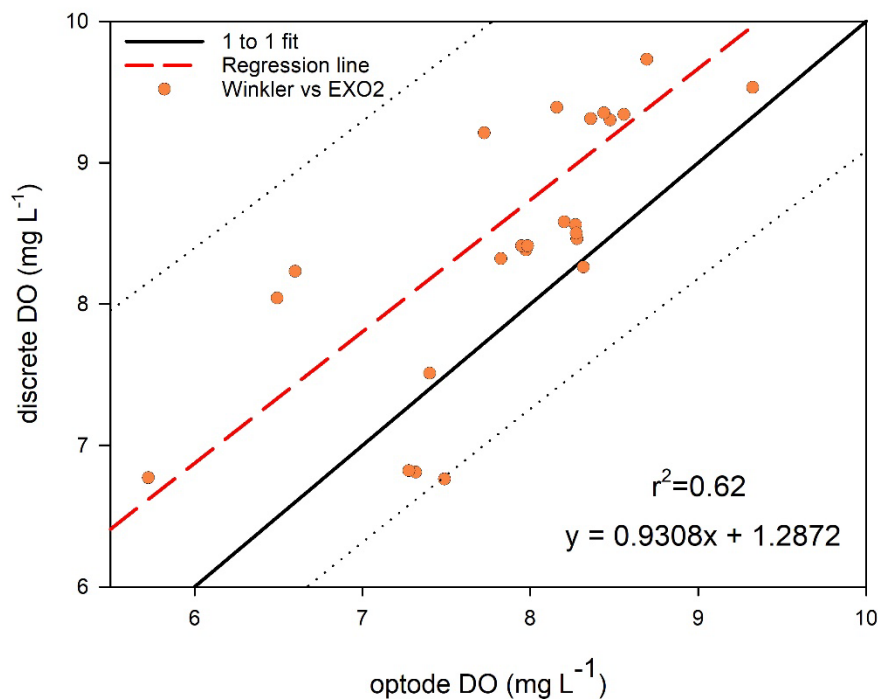 10
1 to 1 fit
Regression line
Winkler vs EXO2
9
8
7
6
discrete DO (mg L⁻¹)
r²=0.62
y = 0.9308x + 1.2872
6
7
8
9
10
optode DO (mg L⁻¹)